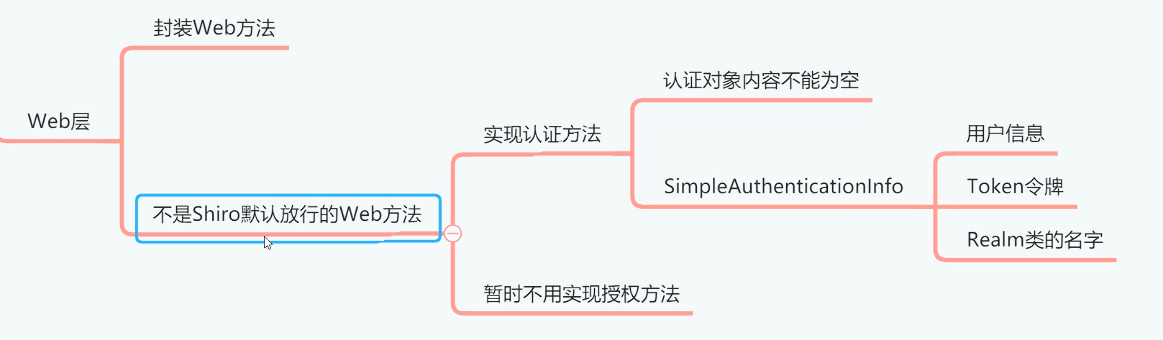 封装Web方法
Web层
不是Shiro默认放行的Web方法
实现认证方法
认证对象内容不能为空
SimpleAuthenticationInfo
用户信息
Token令牌
Realm类的名字
暂时不用实现授权方法